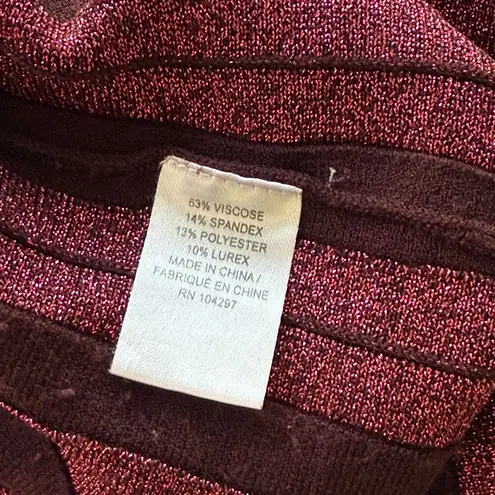 63% VISCOSE
14% SPANDEX
13% POLYESTER
10% LUREX
MADE IN CHINA /
FABRIQUÉ EN CHINE
RN 104297